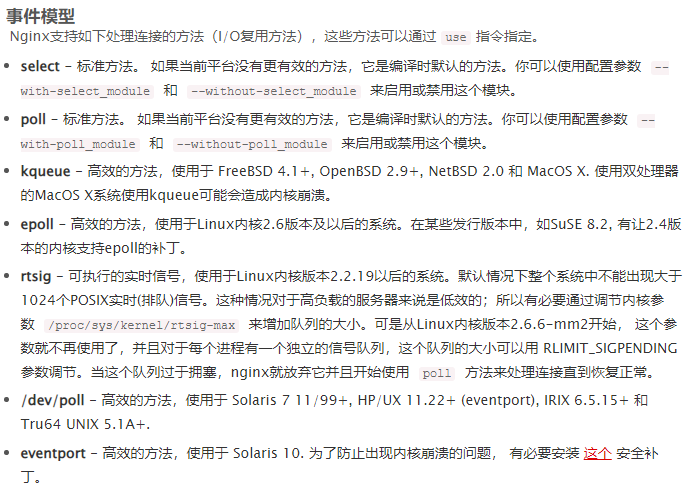 事件模型
Nginx支持如下处理连接的方法（I/O复用方法），这些方法可以通过 use 指令指定。
select – 标准方法。 如果当前平台没有更有效的方法，它是编译时默认的方法。你可以使用配置参数 --
with-select_module 和 --without-select_module 来启用或禁用这个模块。
poll – 标准方法。 如果当前平台没有更有效的方法，它是编译时默认的方法。你可以使用配置参数 --
with-poll_module 和 --without-poll_module 来启用或禁用这个模块。
kqueue – 高效的方法，使用于 FreeBSD 4.1+, OpenBSD 2.9+, NetBSD 2.0 和 MacOS X. 使用双处理器
的MacOS X系统使用kqueue可能会造成内核崩溃。
epoll – 高效的方法，使用于Linux内核2.6版本及以后的系统。在某些发行版本中，如SuSE 8.2, 有让2.4版
本的内核支持epoll的补丁。
rtsig – 可执行的实时信号，使用于Linux内核版本2.2.19以后的系统。默认情况下整个系统中不能出现大于
1024个POSIX实时(排队)信号。这种情况对于高负载的服务器来说是低效的；所以有必要通过调节内核参
数 /proc/sys/kernel/rtsig-max 来增加队列的大小。可是从Linux内核版本2.6.6-mm2开始， 这个参
数就不再使用了，并且对于每个进程有一个独立的信号队列，这个队列的大小可以用 RLIMIT_SIGPENDING
参数调节。当这个队列过于拥塞，nginx就放弃它并且开始使用 poll 方法来处理连接直到恢复正常。
/dev/poll – 高效的方法，使用于 Solaris 7 11/99+, HP/UX 11.22+ (eventport), IRIX 6.5.15+ 和
Tru64 UNIX 5.1A+.
eventport – 高效的方法，使用于 Solaris 10. 为了防止出现内核崩溃的问题， 有必要安装 这个 安全补
丁。